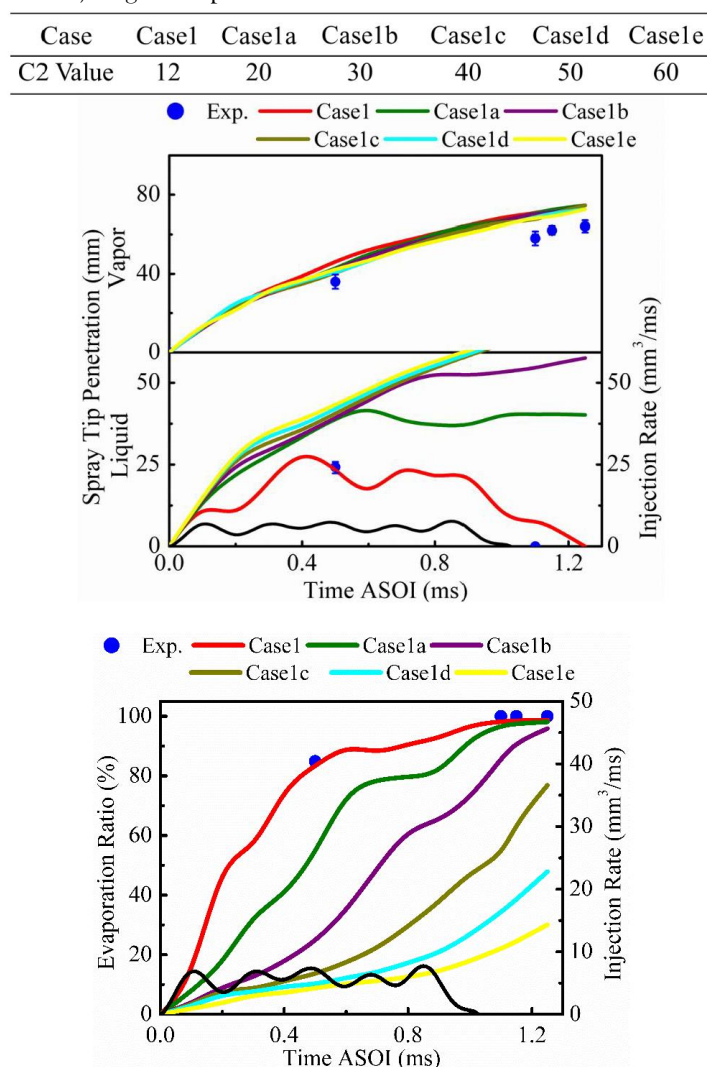 Case Case1 Case1a Case1b Case1c Case1d Case1e
C2 Value 12 20 30 40 50 60
Exp. Case1 Case1a Case1b
Case1c Case1d Case1e
Spray Tip Penetration (mm)
Vapor
Liquid
80
40
0
50
25
0
50
25
0
Injection Rate (mm³/ms)
0.0 0.4 0.8 1.2
Time ASOI (ms)
Exp. Case1 Case1a Case1b
Case1c Case1d Case1e
Evaporation Ratio (%)
100
80
60
40
20
0
50
40
30
20
10
0
Injection Rate (mm³/ms)
0.0 0.4 0.8 1.2
Time ASOI (ms)